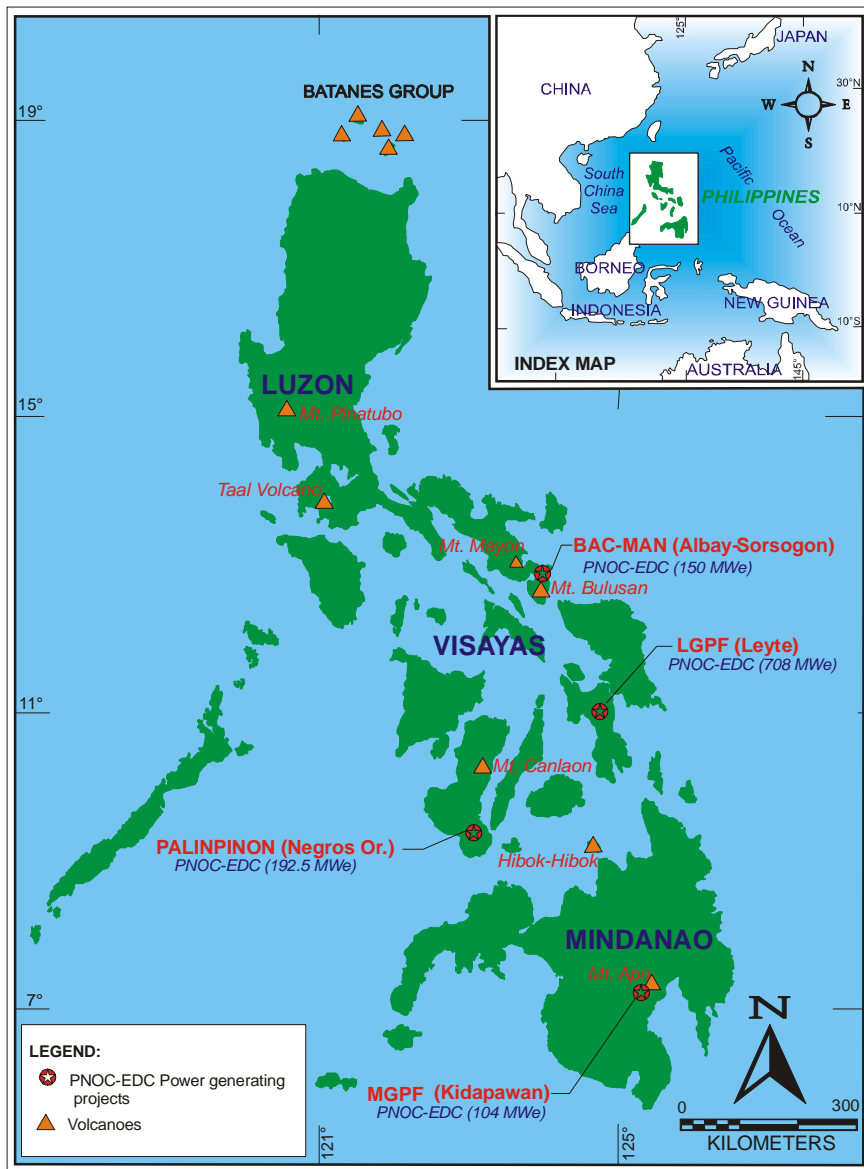 121°
125°
JAPAN
BATANES GROUP
CHINA
30°N
N
W
E
S
19°
South
China
Sea
Pacific
Ocean
PHILIPPINES
10°N
BORNEO
INDONESIA
NEW GUINEA
10°S
INDEX MAP
AUSTRALIA
145°
LUZON
15°
Mt. Pinatubo
Taal Volcano
Mt. Mayon
BAC-MAN (Albay-Sorsogon)
PNOC-EDC (150 MWe)
Mt. Bulusan
VISAYAS
LGPF (Leyte)
PNOC-EDC (708 MWe)
11°
Mt. Canlaon
PALINPINON (Negros Or.)
PNOC-EDC (192.5 MWe)
Hibok-Hibok
MINDANAO
Mt. Apo
7°
N
LEGEND:
PNOC-EDC Power generating
projects
Volcanoes
MGPF (Kidapawan)
PNOC-EDC (104 MWe)
0
300
KILOMETERS
121°
125°